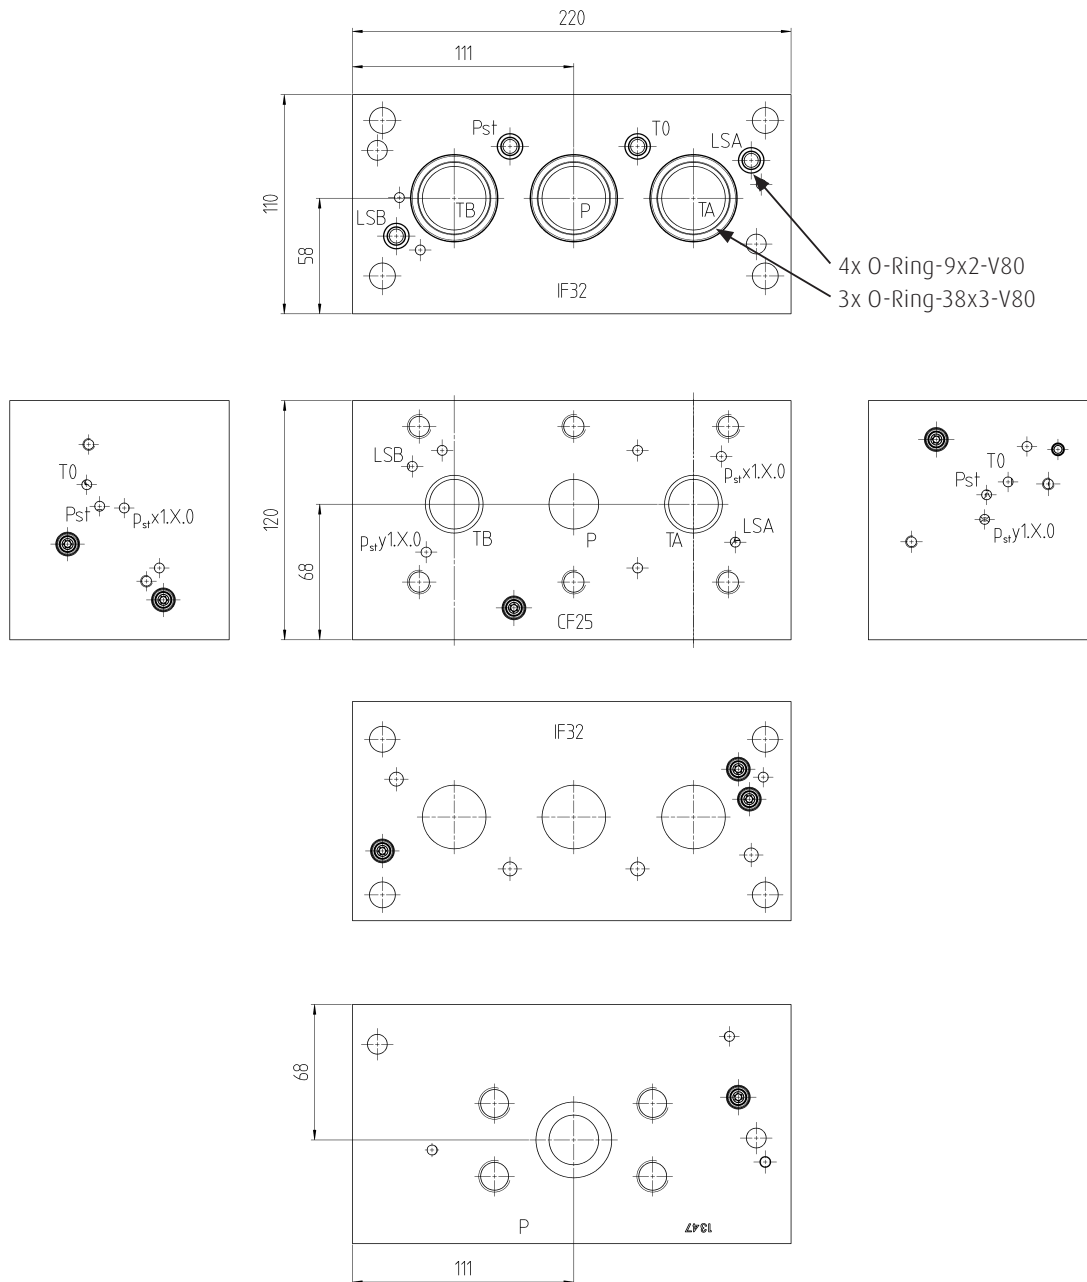 220
111
Pst
T0
LSA
110
TB
P
TA
LSB
58
4x O-Ring-9x2-V80
3x O-Ring-38x3-V80
IF32
LSB
pstx1.X.0
T0
T0
Pst
Pst
pstx1.X.0
120
LSA
psty1.X.0
TB
P
TA
psty1.X.0
68
CF25
IF32
68
P
1347
111